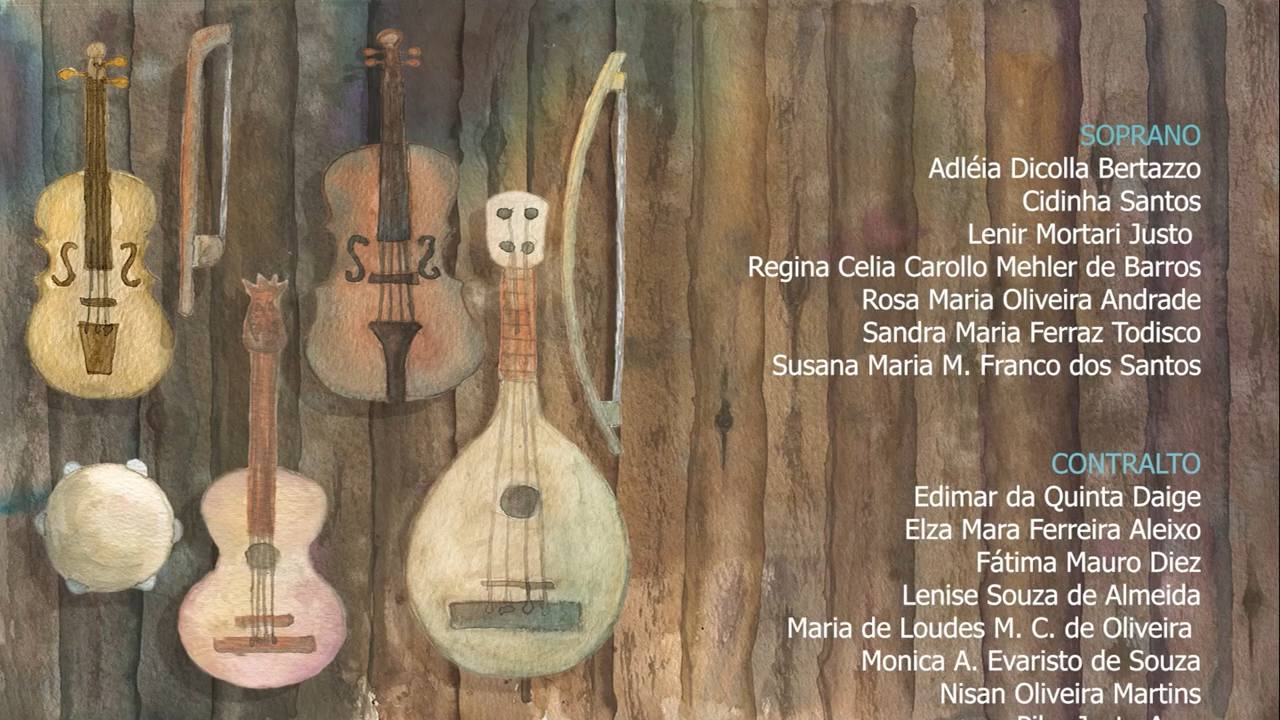 SOPRANO
Adléia Dicolla Bertazzo
Cidinha Santos
Lenir Mortari Justo
Regina Celia Carollo Mehler de Barros
Rosa Maria Oliveira Andrade
Sandra Maria Ferraz Todisco
Susana Maria M. Franco dos Santos
CONTRALTO
Edimar da Quinta Daige
Elza Mara Ferreira Aleixo
Fátima Mauro Diez
Lenise Souza de Almeida
Maria de Loudes M. C. de Oliveira
Monica A. Evaristo de Souza
Nisan Oliveira Martins